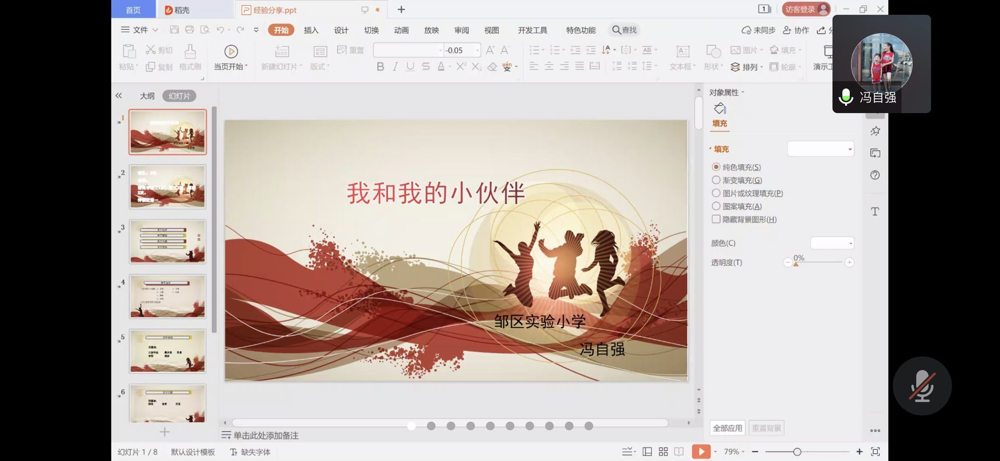 首页
稻壳
经验分享.ppt
1
访客登录
文件
开始
插入
设计
切换
动画
放映
审阅
视图
开发工具
特色功能
查找
未同步
协作
粘贴
剪切
复制
格式刷
当页开始
新建幻灯片
版式
重置
-0.05
文本框
形状
图片
排列
填充
轮廓
冯自强
大纲
幻灯片
1
2
3
目录
4
5
6
我和我的小伙伴
邹区实验小学
冯自强
对象属性
填充
填充
纯色填充(S)
渐变填充(G)
图片或纹理填充(P)
图案填充(A)
隐藏背景图形(H)
颜色(C)
透明度(T)
0%
全部应用
重置背景
单击此处添加备注
幻灯片 1 / 8
默认设计模板
缺失字体
79%